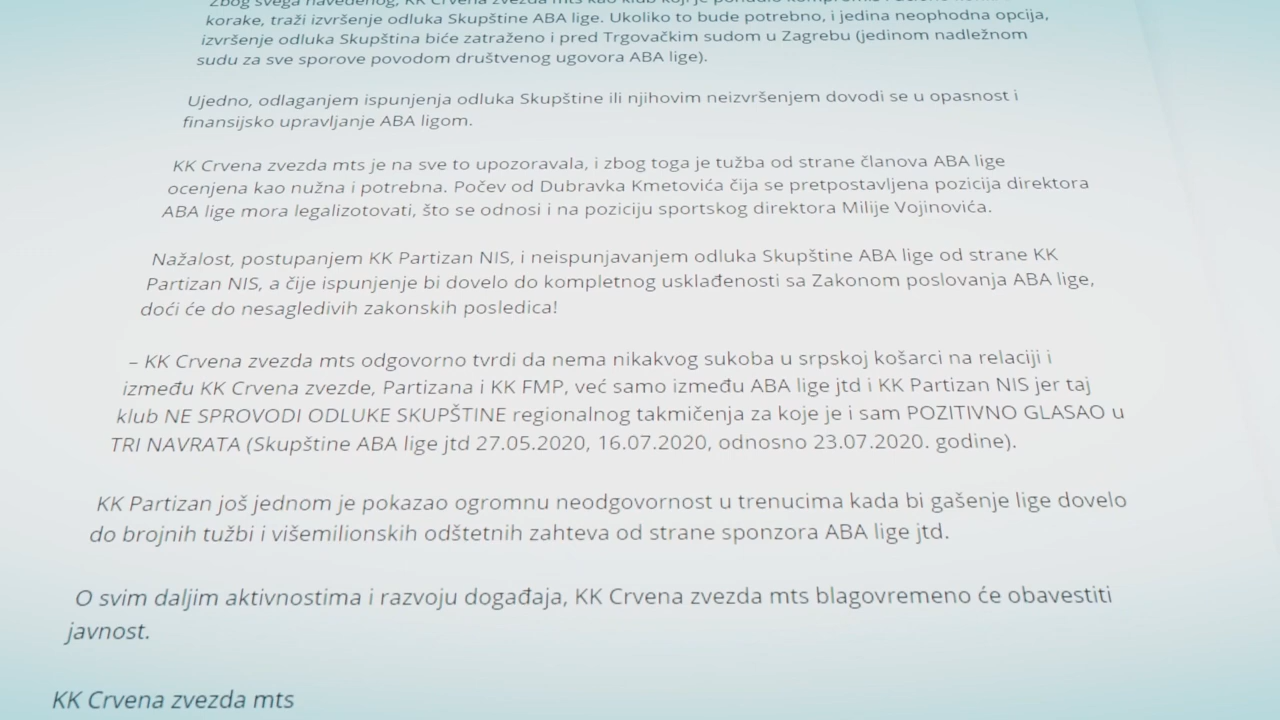 Zbog svega navedenog, KK Crvena zvezda mts kao klub koji je
korake, traži izvršenje odluka Skupštine ABA lige. Ukoliko to bude potrebno, i jedina neophodna opcija,
izvršenje odluka Skupština biće zatraženo i pred Trgovačkim sudom u Zagrebu (jedinom nadležnom
sudu za sve sporove povodom društvenog ugovora ABA lige).
Ujedno, odlaganjem ispunjenja odluka Skupštine ili njihovim neizvršenjem dovodi se u opasnost i
finansijsko upravljanje ABA ligom.
KK Crvena zvezda mts je na sve to upozoravala, i zbog toga je tužba od strane članova ABA lige
ocenjena kao nužna i potrebna. Počev od Dubravka Kmetovića čija se pretpostavljena pozicija direktora
ABA lige mora legalizotovati, što se odnosi i na poziciju sportskog direktora Milije Vojinovića.
Nažalost, postupanjem KK Partizan NIS, i neispunjavanjem odluka Skupštine ABA lige od strane KK
Partizan NIS, a čije ispunjenje bi dovelo do kompletnog usklađenosti sa Zakonom poslovanja ABA lige,
doći će do nesagledivih zakonskih posledica!
– KK Crvena zvezda mts odgovorno tvrdi da nema nikakvog sukoba u srpskoj košarci na relaciji i
između KK Crvena zvezde, Partizana i KK FMP, već samo između ABA lige jtd i KK Partizan NIS jer taj
klub NE SPROVODI ODLUKE SKUPŠTINE regionalnog takmičenja za koje je i sam POZITIVNO GLASAO u
TRI NAVRATA (Skupštine ABA lige jtd 27.05.2020, 16.07.2020, odnosno 23.07.2020. godine).
KK Partizan još jednom je pokazao ogromnu neodgovornost u trenucima kada bi gašenje lige dovelo
do brojnih tužbi i višemilionskih odštetnih zahteva od strane sponzora ABA lige jtd.
O svim daljim aktivnostima i razvoju događaja, KK Crvena zvezda mts blagovremeno će obavestiti
javnost.
KK Crvena zvezda mts